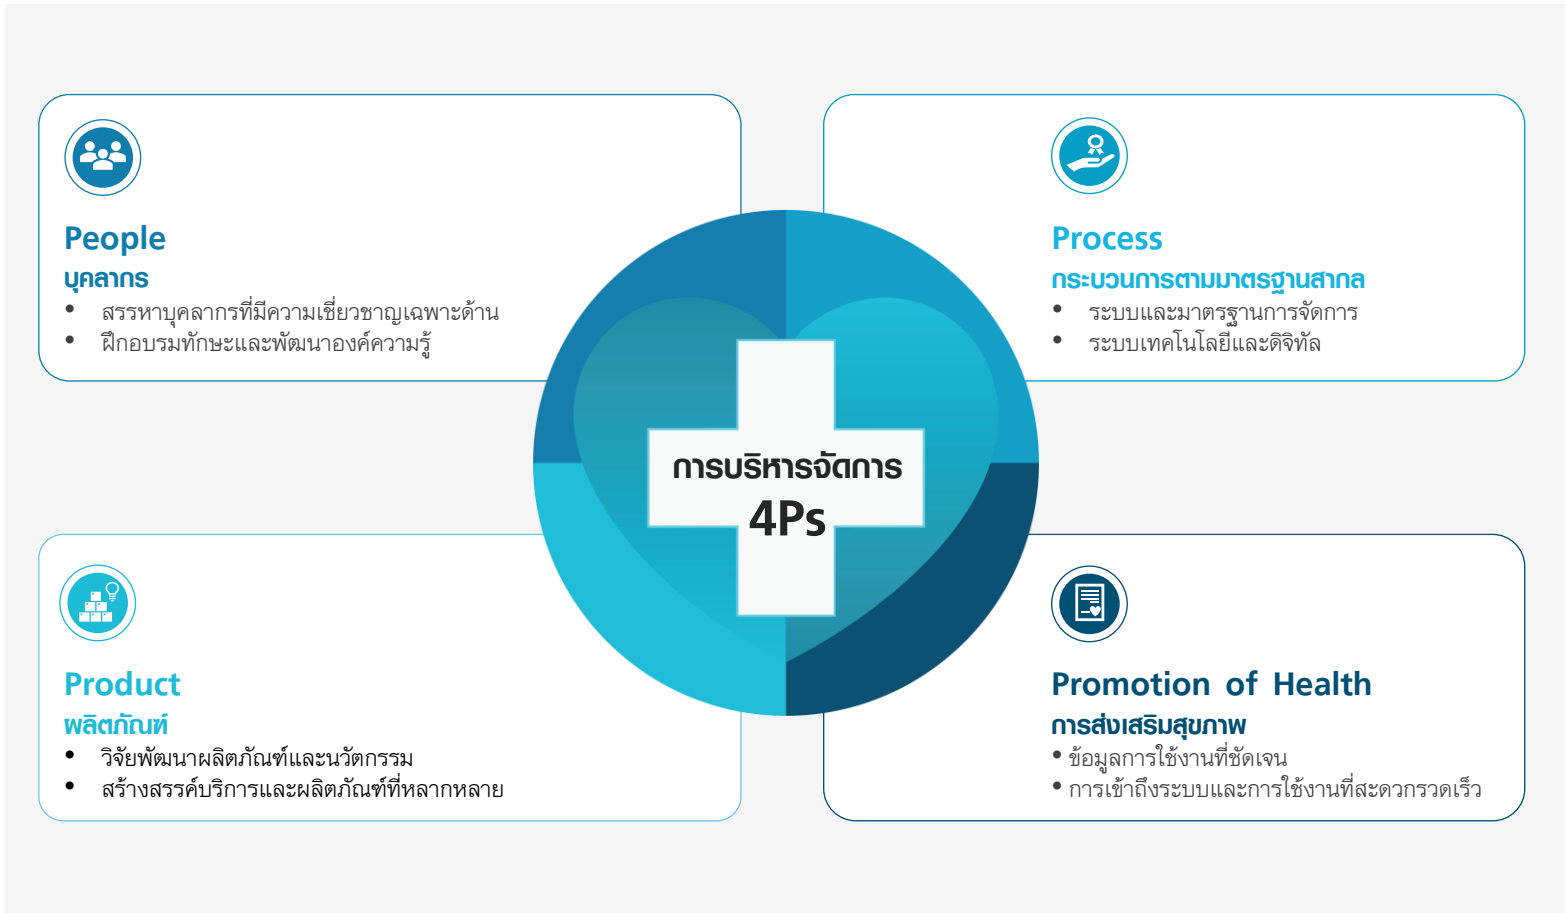 People
บุคลากร
• สรรหาบุคลากรที่มีความเชี่ยวชาญเฉพาะด้าน
• ฝึกอบรมทักษะและพัฒนาองค์ความรู้
Process
กระบวนการตามมาตรฐานสากล
• ระบบและมาตรฐานการจัดการ
• ระบบเทคโนโลยีและดิจิทัล
การบริหารจัดการ
4Ps
Product
ผลิตภัณฑ์
• วิจัยพัฒนาผลิตภัณฑ์และนวัตกรรม
• สร้างสรรค์บริการและผลิตภัณฑ์ที่หลากหลาย
Promotion of Health
การส่งเสริมสุขภาพ
• ข้อมูลการใช้งานที่ชัดเจน
• การเข้าถึงระบบและการใช้งานที่สะดวกรวดเร็ว